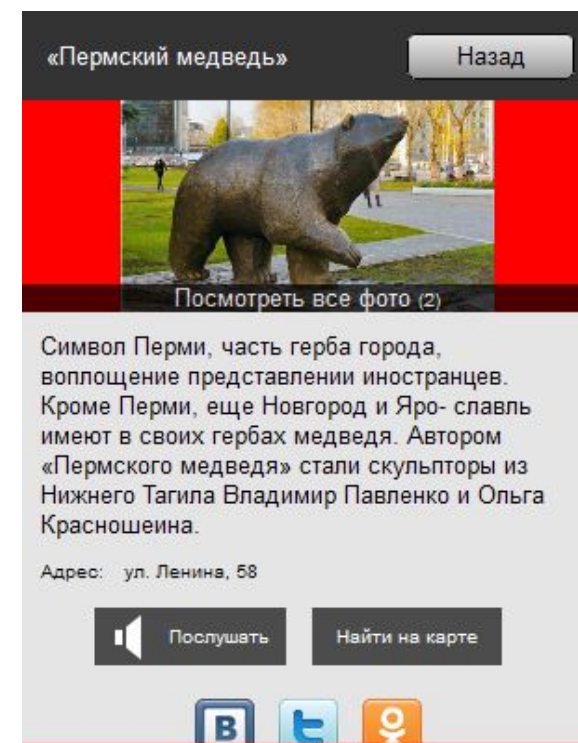 «Пермский медведь»
Назад
Посмотреть все фото (2)
Символ Перми, часть герба города,
воплощение представлении иностранцев.
Кроме Перми, еще Новгород и Яро- славль
имеют в своих гербах медведя. Автором
«Пермского медведя» стали скульпторы из
Нижнего Тагила Владимир Павленко и Ольга
Красношеина.
Адрес: ул. Ленина, 58
Послушать
Найти на карте
В